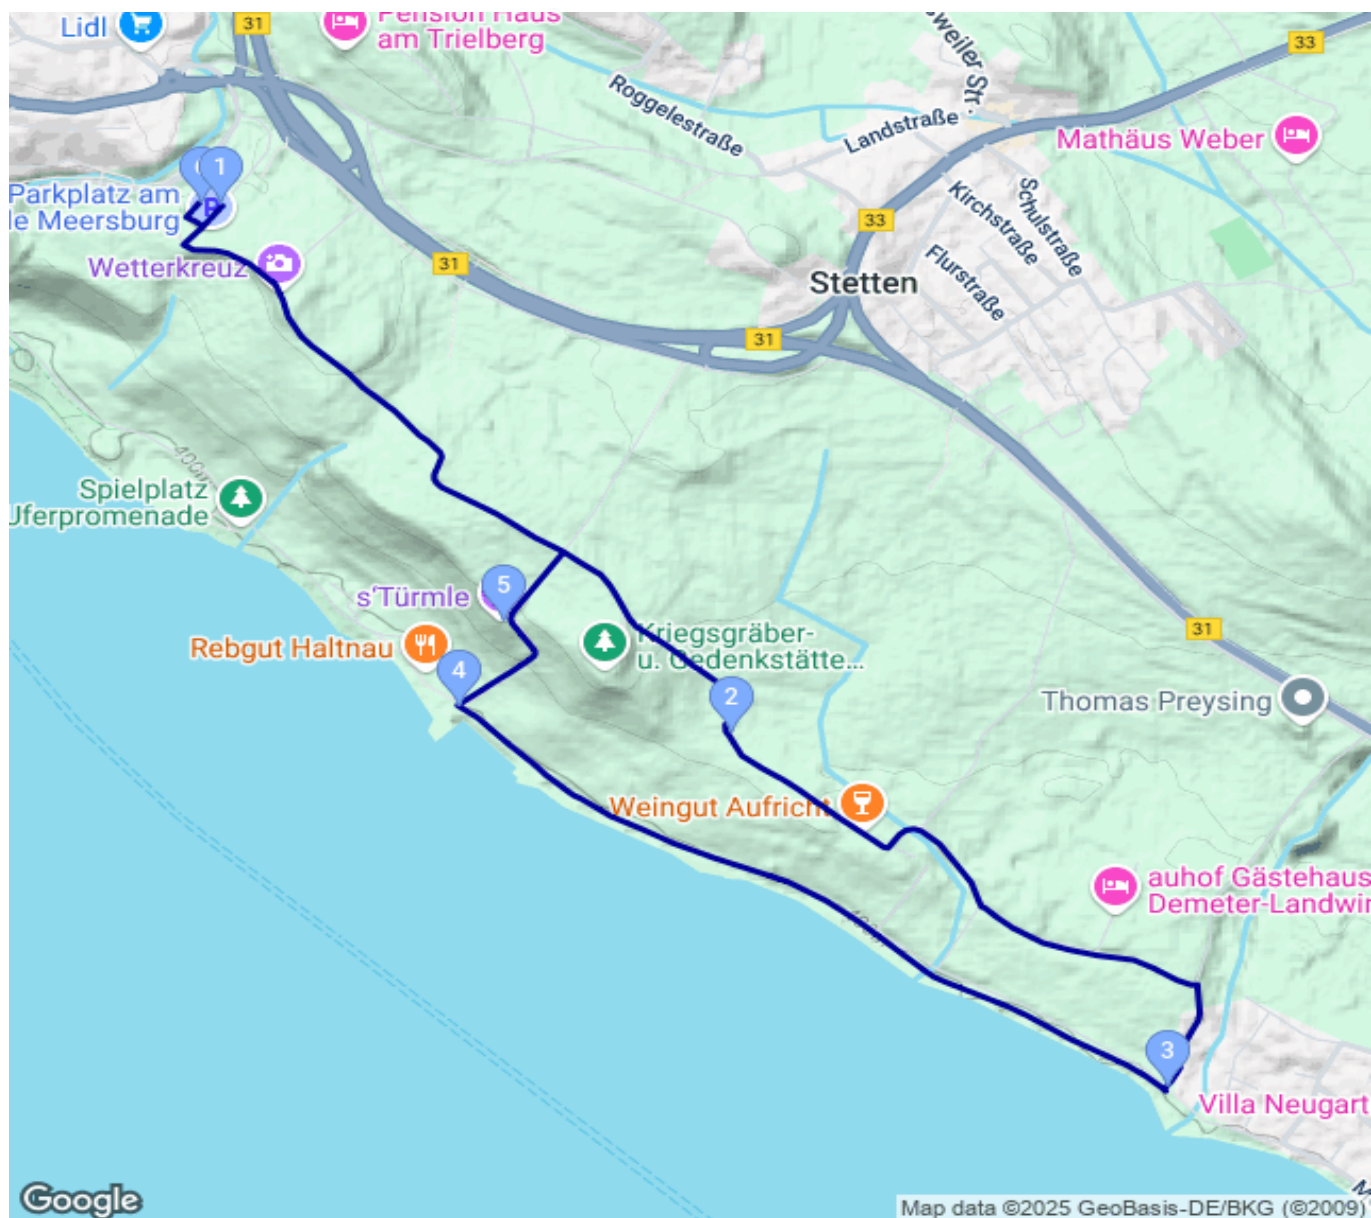 Lidl
31
Pension Haus
am Trielberg
sweiler Str.
33
Roggelestraße
Landstraße
Mathäus Weber
1
Parkplatz am
le Meersburg
Kirchstraße
Schulstraße
33
Wetterkreuz
31
Stetten
Flurstraße
31
400m
Spielplatz
Uferpromenade
5
s'Türmle
31
Rebgut Haltnau
Kriegsgräber-
u. Gedenkstätte...
4
2
Thomas Preysing
Weingut Aufricht
auhof Gästehaus
Demeter-Landwir
3
Villa Neugart
Google
Map data ©2025 GeoBasis-DE/BKG (©2009)